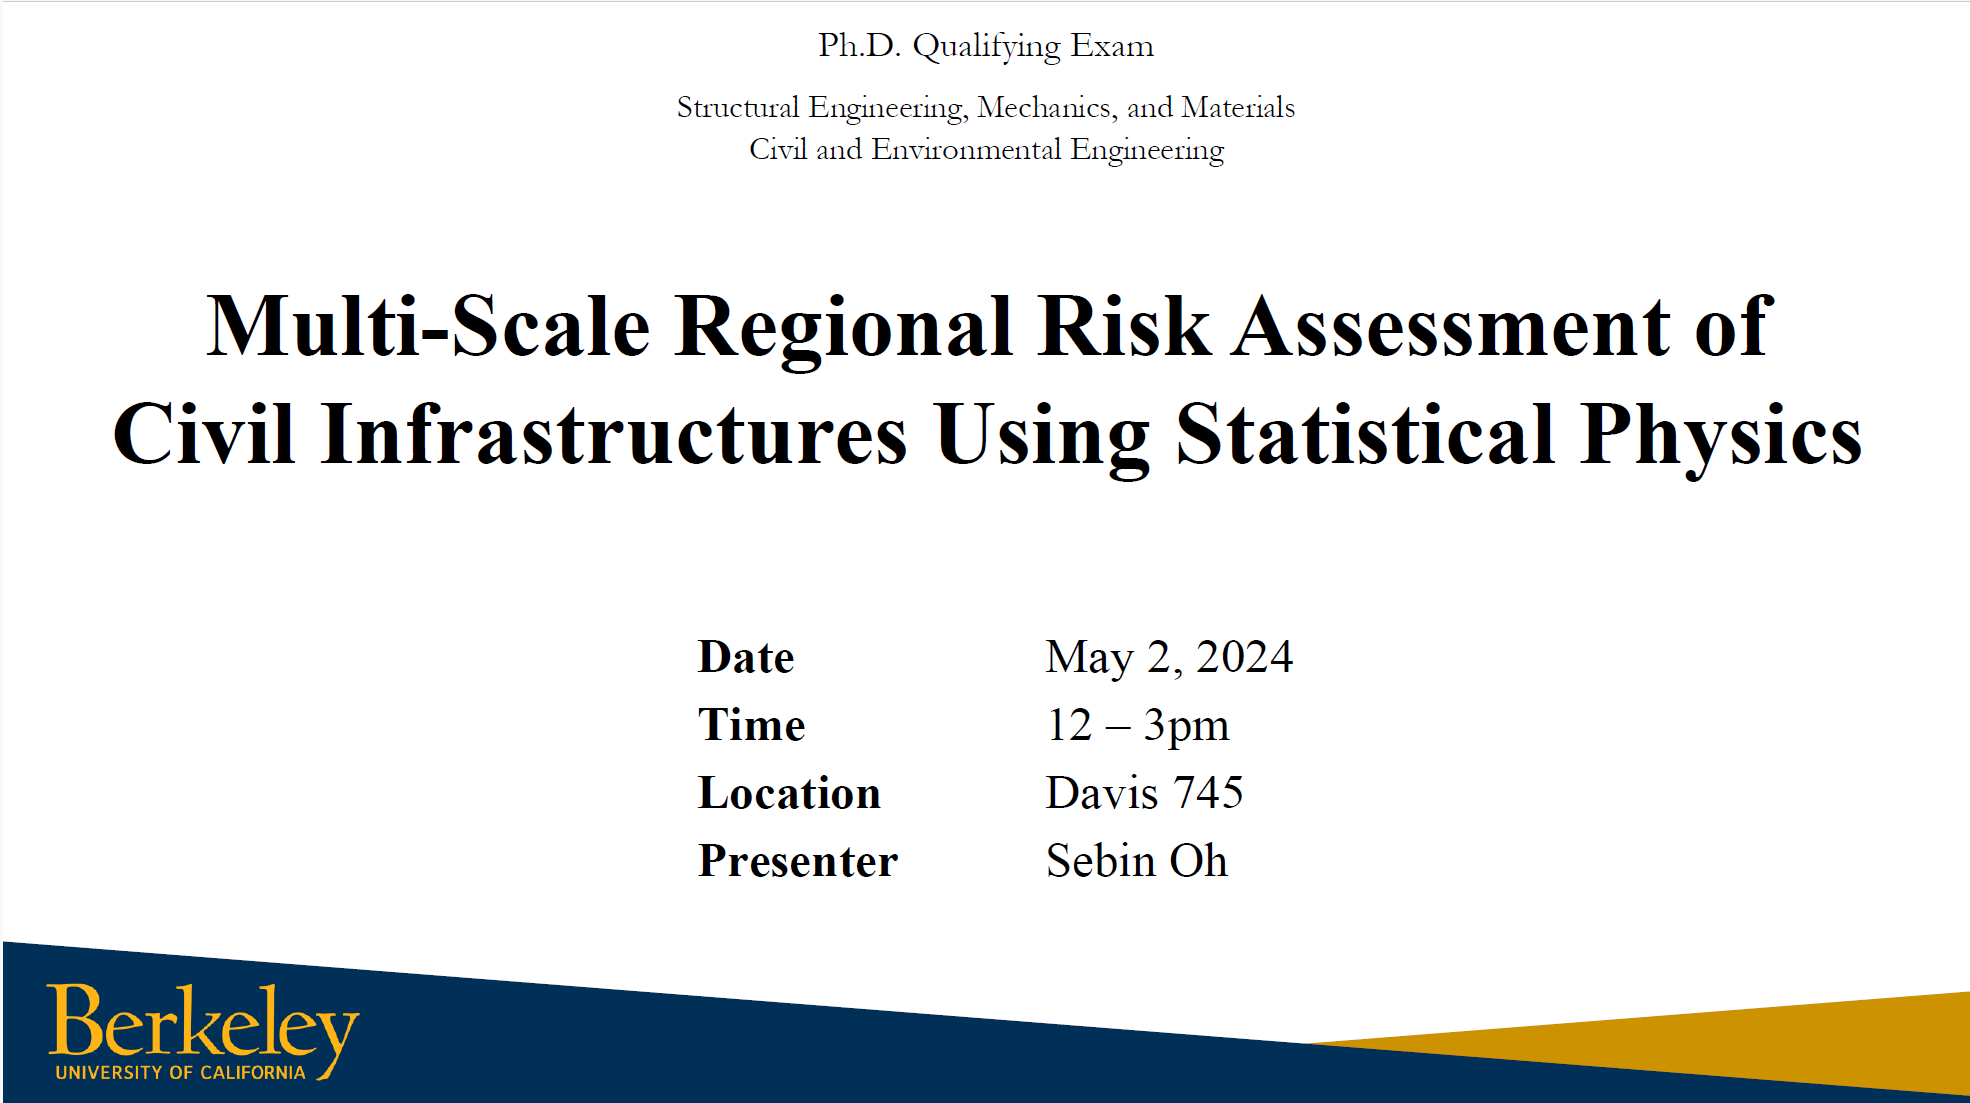 Ph.D. Qualifying Exam
Structural Engineering, Mechanics, and Materials
Civil and Environmental Engineering
Multi-Scale Regional Risk Assessment of
Civil Infrastructures Using Statistical Physics
Date May 2, 2024
Time 12 – 3pm
Location Davis 745
Presenter Sebin Oh
Berkeley
UNIVERSITY OF CALIFORNIA